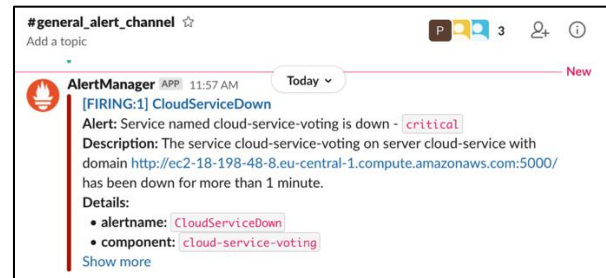 #general_alert_channel
P 3
Add a topic
Today
New
AlertManager APP 11:57 AM
[FIRING:1] CloudServiceDown
Alert: Service named cloud-service-voting is down - critical
Description: The service cloud-service-voting on server cloud-service with
domain http://ec2-18-198-48-8.eu-central-1.compute.amazonaws.com:5000/
has been down for more than 1 minute.
Details:
• alertname: CloudServiceDown
• component: cloud-service-voting
Show more